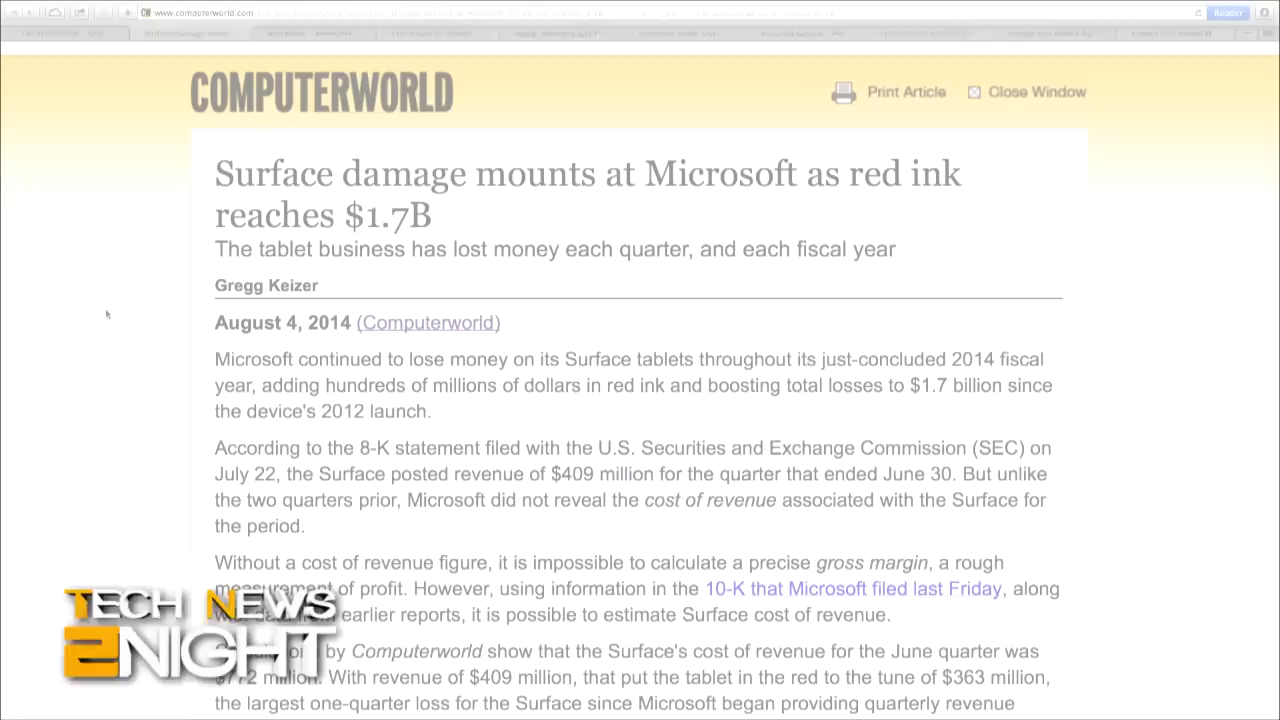 www.computerworld.com
Reader
COMPUTERWORLD
Print Article
Close Window
Surface damage mounts at Microsoft as red ink
reaches $1.7B
The tablet business has lost money each quarter, and each fiscal year
Gregg Keizer
August 4, 2014 (Computerworld)
Microsoft continued to lose money on its Surface tablets throughout its just-concluded 2014 fiscal
year, adding hundreds of millions of dollars in red ink and boosting total losses to $1.7 billion since
the device's 2012 launch.
According to the 8-K statement filed with the U.S. Securities and Exchange Commission (SEC) on
July 22, the Surface posted revenue of $409 million for the quarter that ended June 30. But unlike
the two quarters prior, Microsoft did not reveal the cost of revenue associated with the Surface for
the period.
Without a cost of revenue figure, it is impossible to calculate a precise gross margin, a rough
measurement of profit. However, using information in the 10-K that Microsoft filed last Friday, along
earlier reports, it is possible to estimate Surface cost of revenue.
by Computerworld show that the Surface's cost of revenue for the June quarter was
$772 million. With revenue of $409 million, that put the tablet in the red to the tune of $363 million,
the largest one-quarter loss for the Surface since Microsoft began providing quarterly revenue
TECH NEWS
2NIGHT